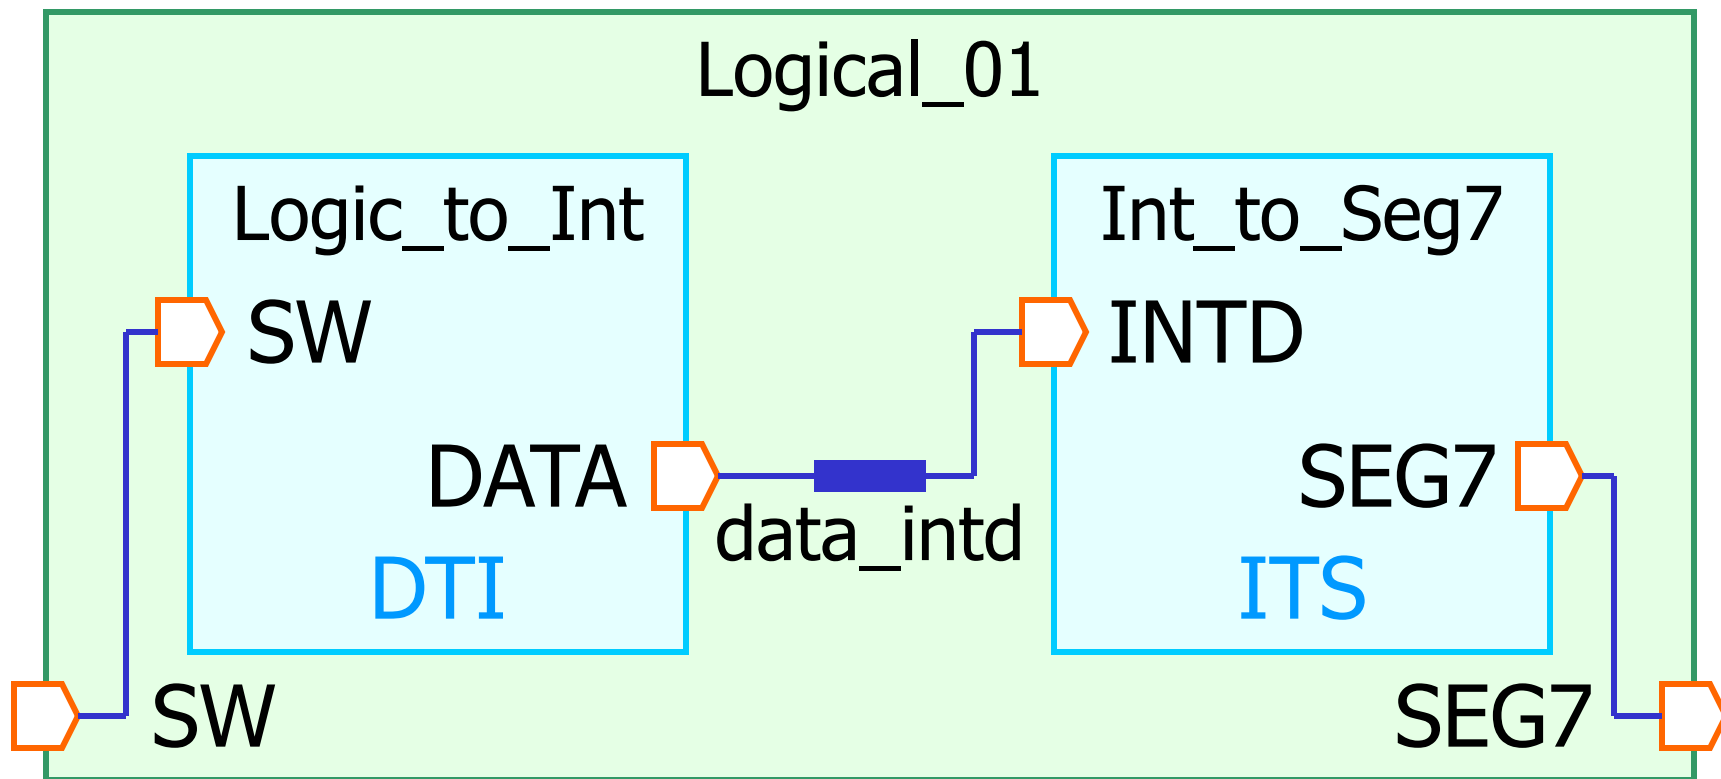 Logical_01
Logic_to_Int
Int_to_Seg7
SW
INTD
DATA
SEG7
data_intd
DTI
ITS
SW
SEG7